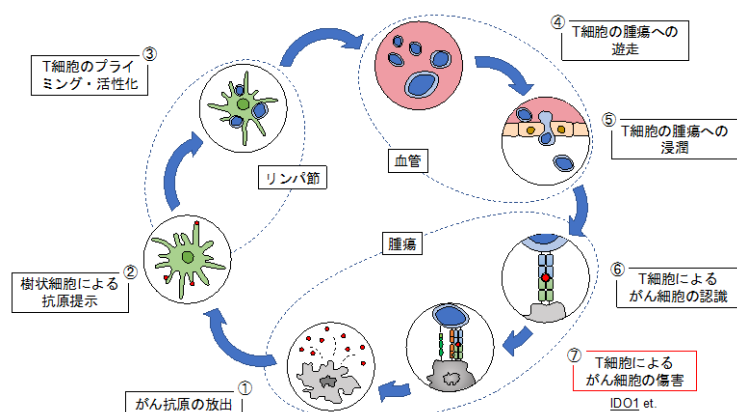 ③
T細胞のプライ
ミング・活性化
④
T細胞の腫瘍への
遊走
⑤
T細胞の腫瘍への
浸潤
血管
リンパ節
腫瘍
②
樹状細胞による
抗原提示
⑥
T細胞による
がん細胞の認識
⑦
T細胞による
がん細胞の傷害
IDO1 et.
①
がん抗原の放出